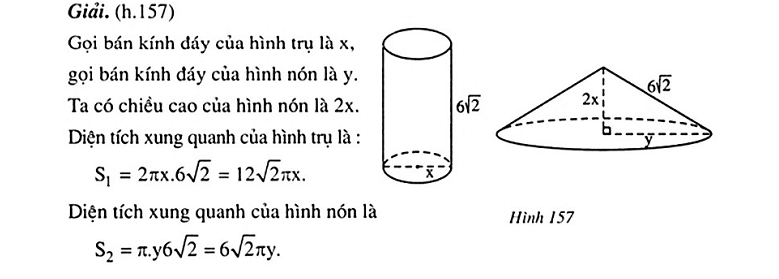 Giải. (h.157)
Gọi bán kính đáy của hình trụ là x,
gọi bán kính đáy của hình nón là y.
Ta có chiều cao của hình nón là 2x.
Diện tích xung quanh của hình trụ là :
S₁ = 2πx.6√2 = 12√2πx.
Diện tích xung quanh của hình nón là
S₂ = π.y6√2 = 6√2πy.
6√2
x
6√2
2x
y
Hình 157